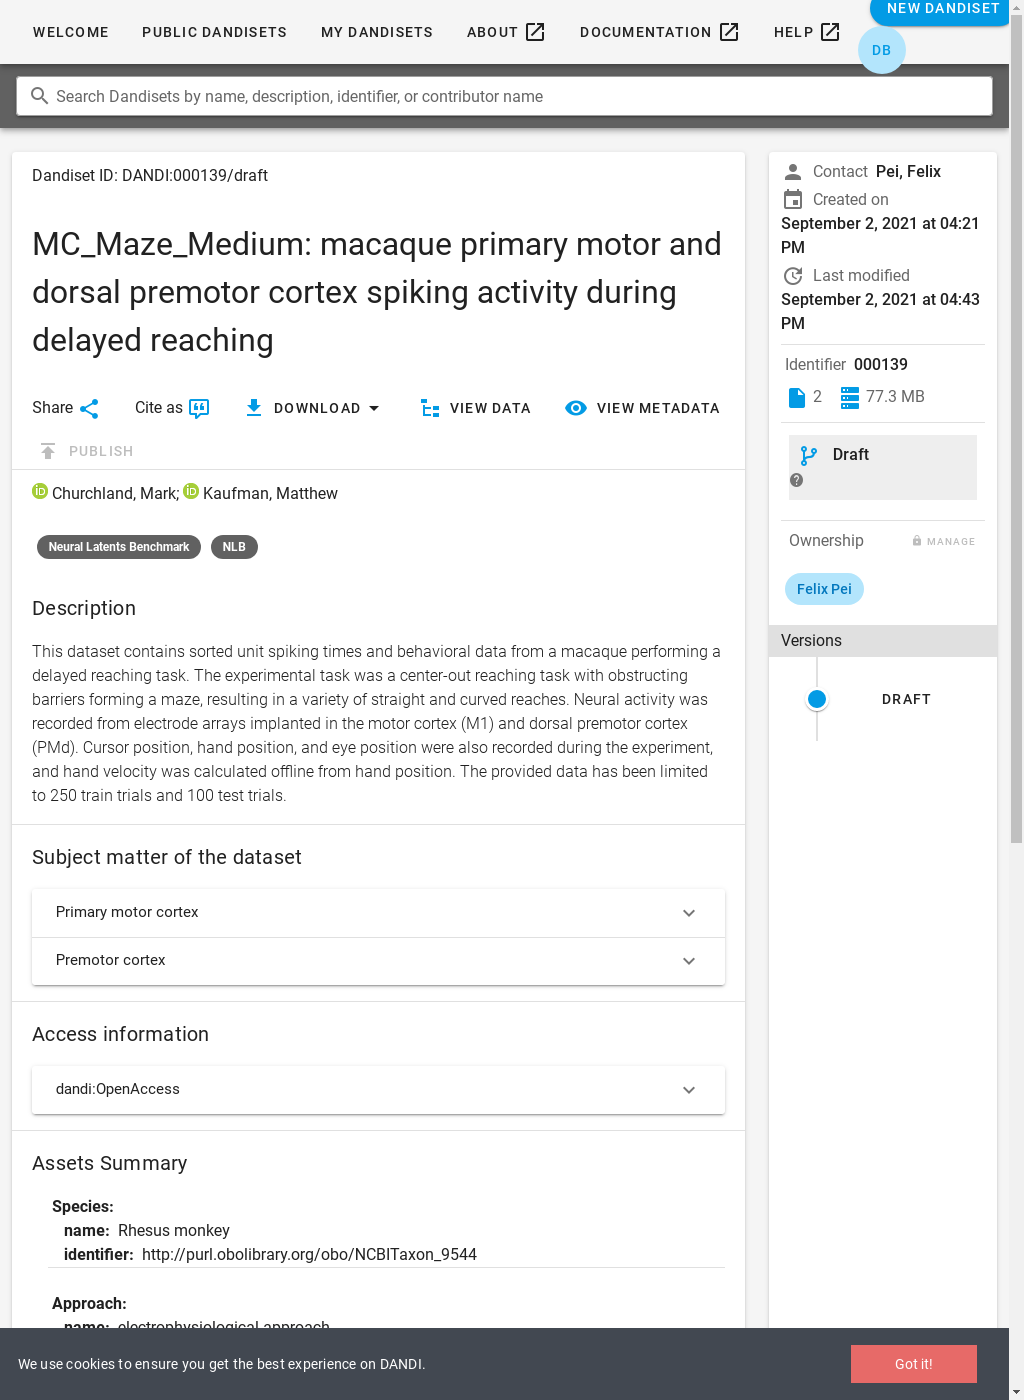 WELCOME
PUBLIC DANDISETS
MY DANDISETS
ABOUT
DOCUMENTATION
HELP
NEW DANDISET
DB
Search Dandisets by name, description, identifier, or contributor name
Dandiset ID: DANDI:000139/draft
MC_Maze_Medium: macaque primary motor and
dorsal premotor cortex spiking activity during
delayed reaching
Share
Cite as
DOWNLOAD
VIEW DATA
VIEW METADATA
PUBLISH
iD Churchland, Mark; iD Kaufman, Matthew
Neural Latents Benchmark
NLB
Description
This dataset contains sorted unit spiking times and behavioral data from a macaque performing a
delayed reaching task. The experimental task was a center-out reaching task with obstructing
barriers forming a maze, resulting in a variety of straight and curved reaches. Neural activity was
recorded from electrode arrays implanted in the motor cortex (M1) and dorsal premotor cortex
(PMd). Cursor position, hand position, and eye position were also recorded during the experiment,
and hand velocity was calculated offline from hand position. The provided data has been limited
to 250 train trials and 100 test trials.
Subject matter of the dataset
Primary motor cortex
Premotor cortex
Access information
dandi:OpenAccess
Assets Summary
Species:
name: Rhesus monkey
identifier: http://purl.obolibrary.org/obo/NCBITaxon_9544
Approach:
name: electrophysiological approach
Contact Pei, Felix
Created on
September 2, 2021 at 04:21
PM
Last modified
September 2, 2021 at 04:43
PM
Identifier 000139
2
77.3 MB
Draft
?
Ownership
MANAGE
Felix Pei
Versions
DRAFT
We use cookies to ensure you get the best experience on DANDI.
Got it!